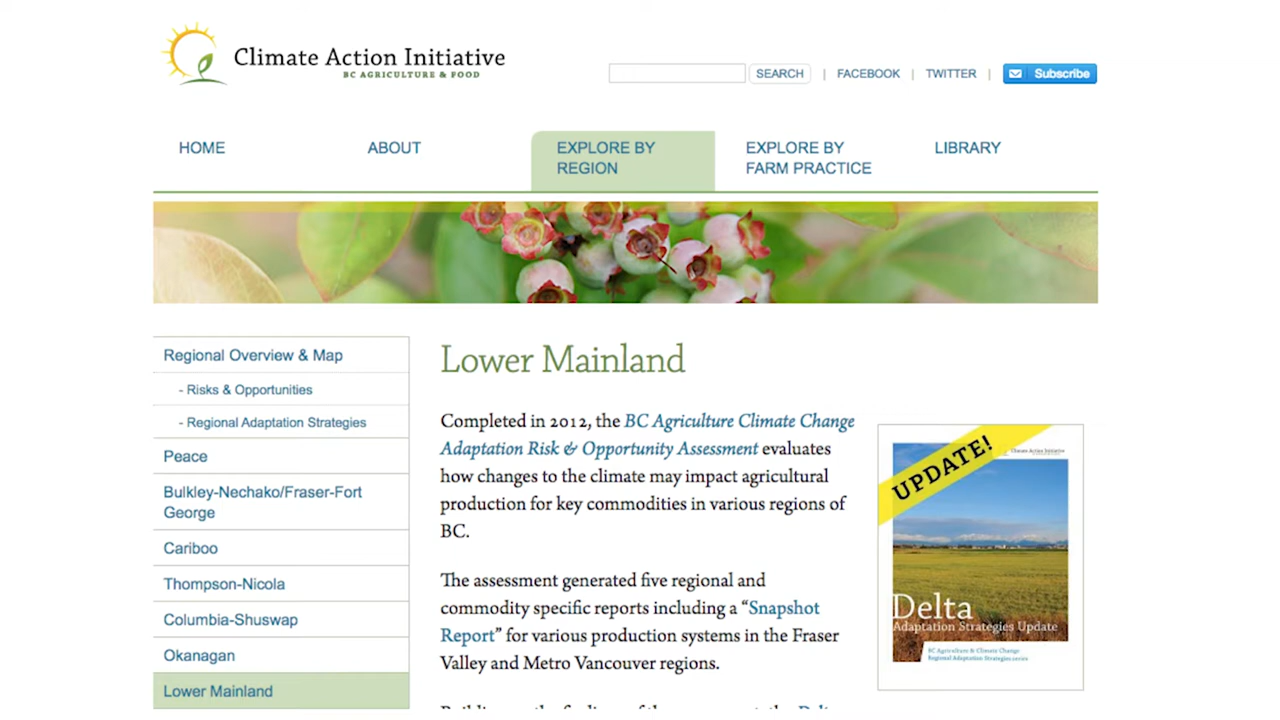 Climate Action Initiative
BC AGRICULTURE & FOOD
SEARCH | FACEBOOK | TWITTER | Subscribe
HOME
ABOUT
EXPLORE BY
REGION
EXPLORE BY
FARM PRACTICE
LIBRARY
Regional Overview & Map
- Risks & Opportunities
- Regional Adaptation Strategies
Peace
Bulkley-Nechako/Fraser-Fort
George
Cariboo
Thompson-Nicola
Columbia-Shuswap
Okanagan
Lower Mainland
Lower Mainland
Completed in 2012, the BC Agriculture Climate Change
Adaptation Risk & Opportunity Assessment evaluates
how changes to the climate may impact agricultural
production for key commodities in various regions of
BC.
The assessment generated five regional and
commodity specific reports including a “Snapshot
Report” for various production systems in the Fraser
Valley and Metro Vancouver regions.
UPDATE!
Climate Action Initiative
Delta
Adaptation Strategies Update
BC Agriculture & Climate Change
Regional Adaptation Strategies series